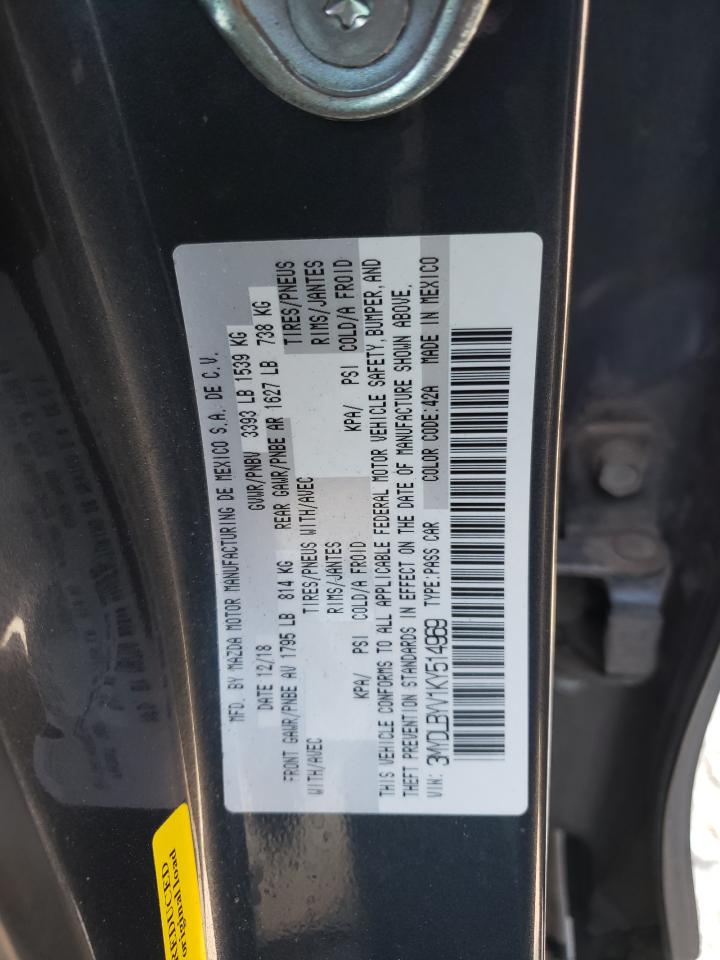 MFD. BY MAZDA MOTOR MANUFACTURING DE MEXICO S.A. DE C.V.
DATE 12/18 GVWR/PNBV 3393 LB 1539 KG
FRONT GAWR/PNBE AV 1795 LB 814 KG REAR GAWR/PNBE AR 1627 LB 738 KG
WITH/AVEC TIRES/PNEUS WITH/AVEC TIRES/PNEUS
RIMS/JANTES RIMS/JANTES
KPA/ PSI COLD/A FROID KPA/ PSI COLD/A FROID
THIS VEHICLE CONFORMS TO ALL APPLICABLE FEDERAL MOTOR VEHICLE SAFETY, BUMPER, AND
THEFT PREVENTION STANDARDS IN EFFECT ON THE DATE OF MANUFACTURE SHOWN ABOVE.
VIN: 3MYDLBYV1KY514969 TYPE:PASS CAR COLOR CODE:42A MADE IN MEXICO
REDUCED
or original load